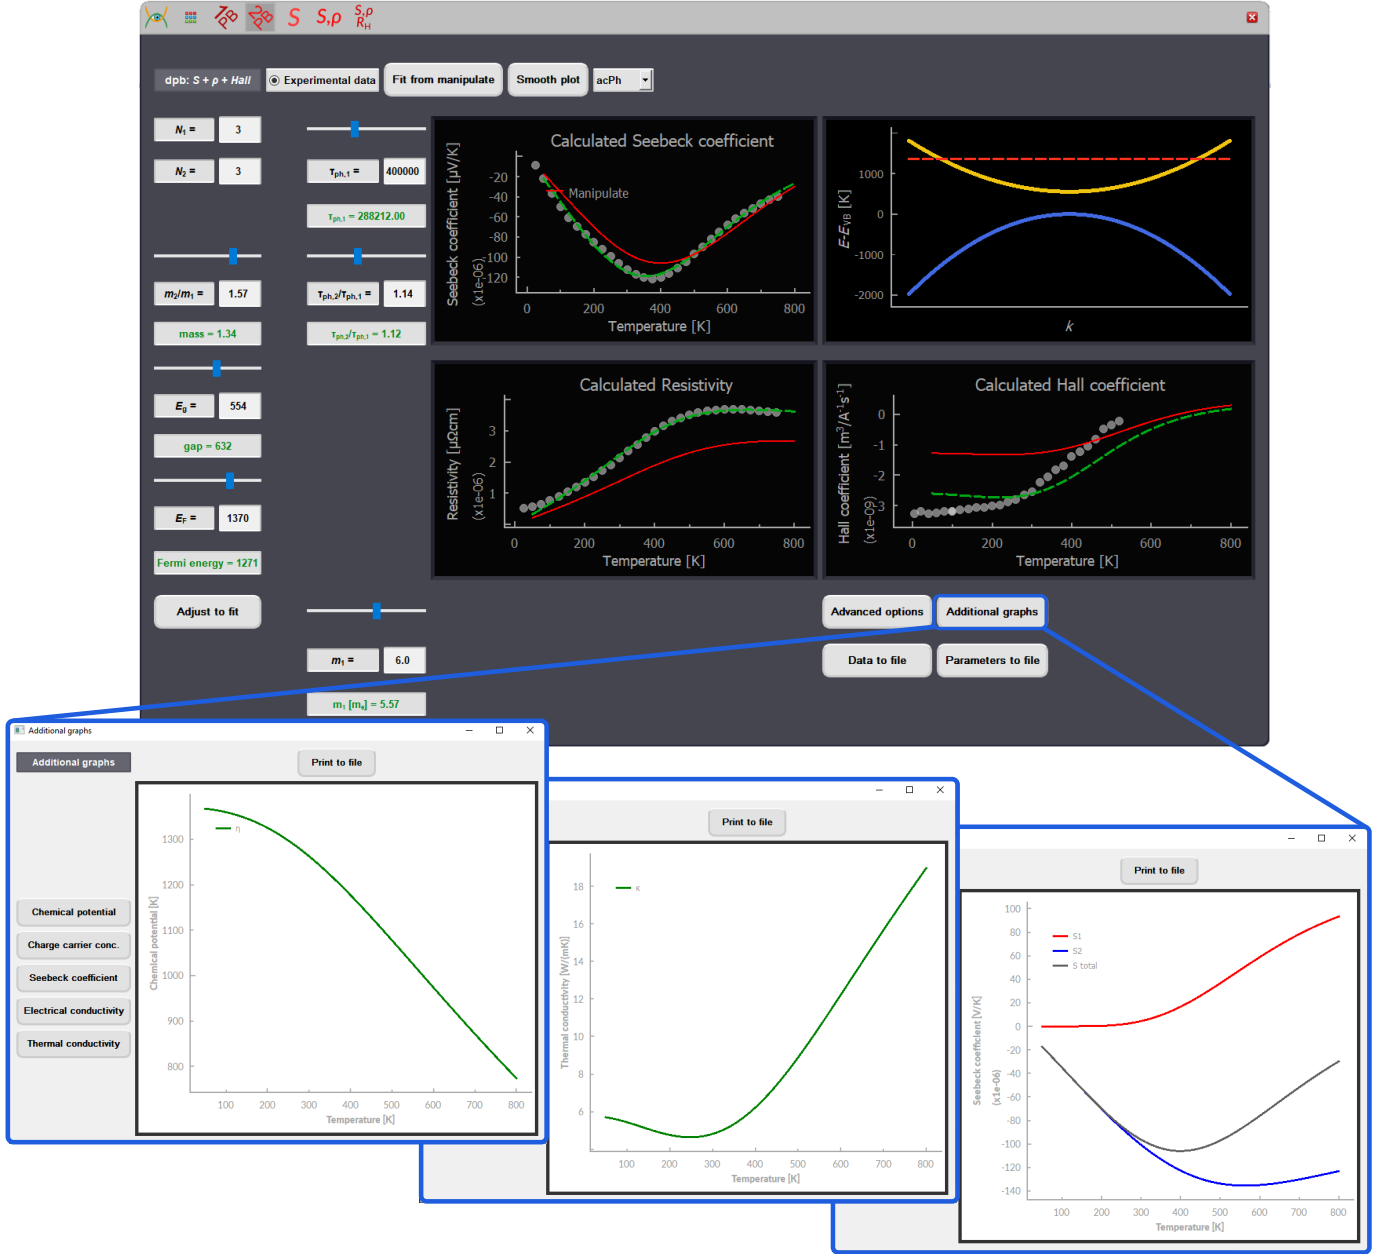 1PB
2PB
S
S,ρ
S,ρ
R_H
dpb: S + ρ + Hall
Experimental data
Fit from manipulate
Smooth plot
acPh
N₁ =
3
N₂ =
3
τ_ph,1 =
400000
τ_ph,1 = 288212.00
m₂/m₁ =
1.57
mass = 1.34
τ_ph,2/τ_ph,1 =
1.14
τ_ph,2/τ_ph,1 = 1.12
E_g =
554
gap = 632
E_F =
1370
Fermi energy = 1271
Adjust to fit
m₁ =
6.0
m₁ [mₑ] = 5.57
Calculated Seebeck coefficient
Seebeck coefficient [µV/K]
(x1e-06)
-20
-40
-60
-80
-100
-120
Manipulate
0
200
400
600
800
Temperature [K]
E-E_VB [K]
1000
0
-1000
-2000
k
Calculated Resistivity
Resistivity [µΩcm]
(x1e-06)
3
2
1
0
200
400
600
800
Temperature [K]
Calculated Hall coefficient
Hall coefficient [m³/A⁻¹s⁻¹]
(x1e-09)
0
-1
-2
-3
0
200
400
600
800
Temperature [K]
Advanced options
Additional graphs
Data to file
Parameters to file
Additional graphs
Additional graphs
Print to file
Chemical potential
Charge carrier conc.
Seebeck coefficient
Electrical conductivity
Thermal conductivity
Chemical potential [K]
1300
1200
1100
1000
900
800
η
100
200
300
400
500
600
700
800
Temperature [K]
Print to file
Thermal conductivity [W/(mK)]
18
16
14
12
10
8
6
κ
100
200
300
400
500
600
700
800
Temperature [K]
Print to file
Seebeck coefficient [V/K]
(x1e-06)
100
80
60
40
20
0
-20
-40
-60
-80
-100
-120
-140
S1
S2
S total
100
200
300
400
500
600
700
800
Temperature [K]